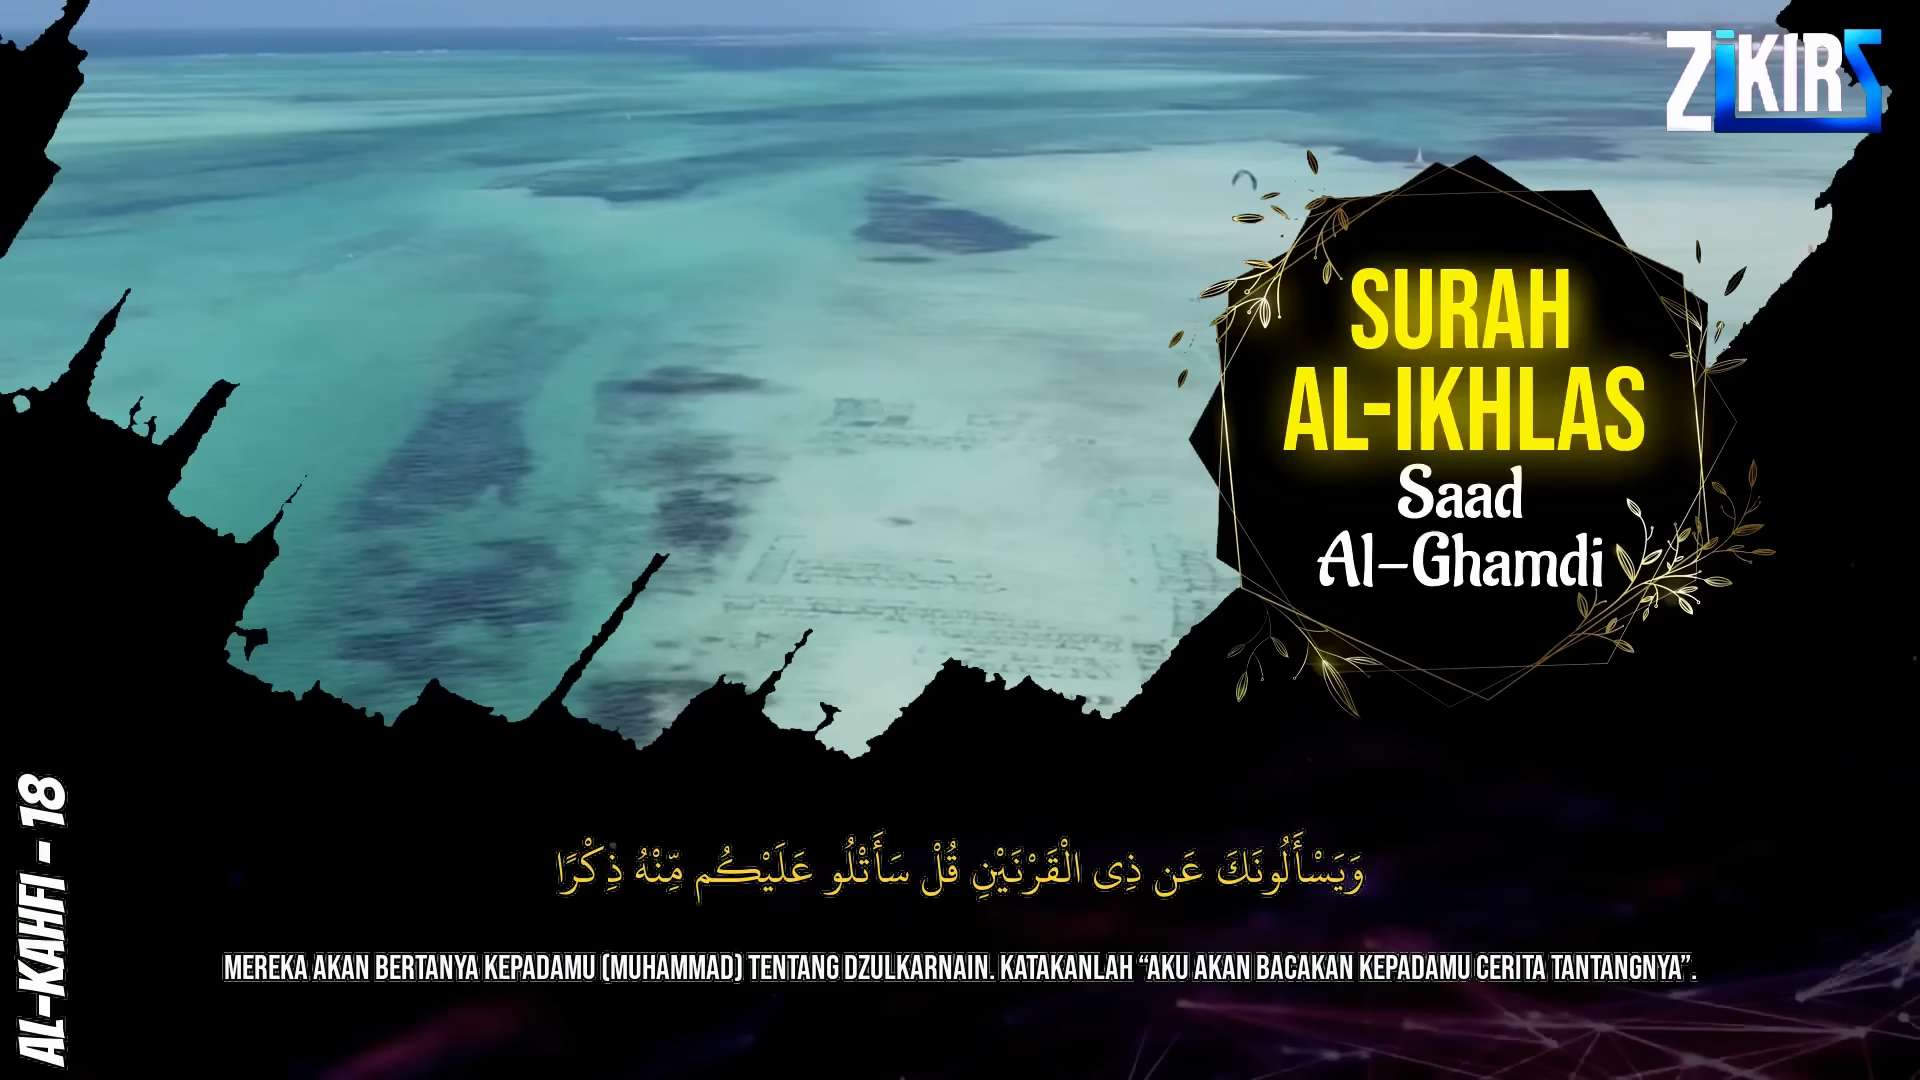 ZiKIRS
SURAH
AL-IKHLAS
Saad
Al-Ghamdi
AL-KAHFI - 18
وَيَسْأَلُونَكَ عَن ذِى الْقَرْنَيْنِ قُلْ سَأَتْلُو عَلَيْكُم مِّنْهُ ذِكْرًا
MEREKA AKAN BERTANYA KEPADAMU (MUHAMMAD) TENTANG DZULKARNAIN. KATAKANLAH “AKU AKAN BACAKAN KEPADAMU CERITA TANTANGNYA”.